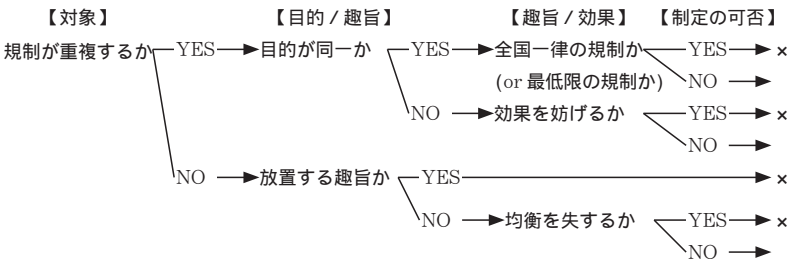 【対象】 【目的/趣旨】 【趣旨/効果】 【制定の可否】
規制が重複するか YES 目的が同一か YES 全国一律の規制か YES ×
(or 最低限の規制か) NO
NO 効果を妨げるか YES ×
NO
NO 放置する趣旨か YES ×
NO 均衡を失するか YES ×
NO